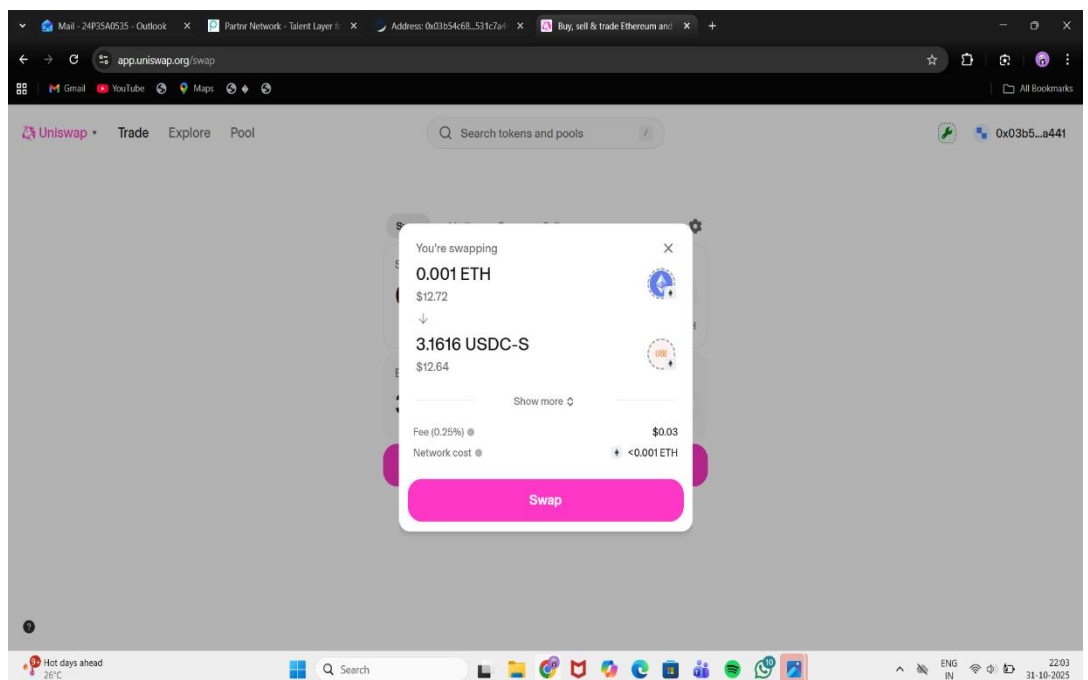 Mail - 24P35A0535 - Outlook
Partnr Network - Talent Layer fo
Address: 0x03b54c68...531c7a4
Buy, sell & trade Ethereum and
app.uniswap.org/swap
Gmail YouTube Maps All Bookmarks
Uniswap Trade Explore Pool Search tokens and pools / 0x03b5...a441
You're swapping
0.001 ETH
$12.72
3.1616 USDC-S
$12.64
USD
Show more
Fee (0.25%) $0.03
Network cost <0.001 ETH
Swap
Hot days ahead
26°C
Search
ENG
IN
22:03
31-10-2025